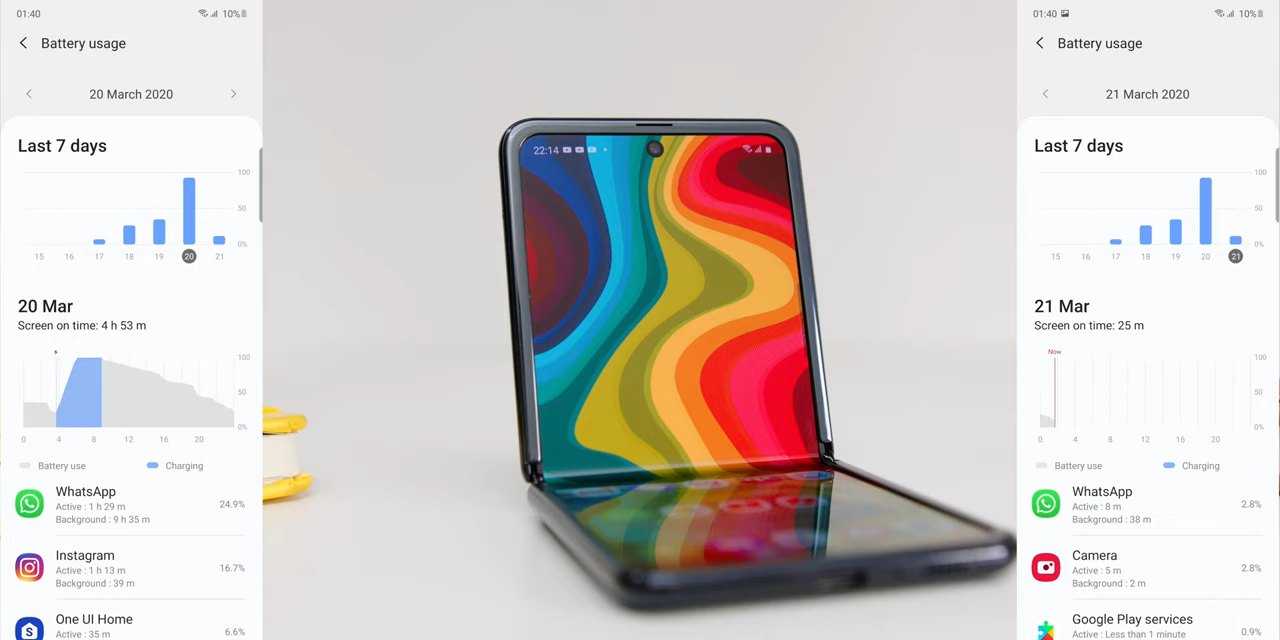 01:40
10%
Battery usage
20 March 2020
Last 7 days
100
50
0%
15 16 17 18 19 20 21
20 Mar
Screen on time: 4 h 53 m
100
50
0%
0 4 8 12 16 20
Battery use
Charging
WhatsApp
Active : 1 h 29 m
24.9%
Background : 9 h 35 m
Instagram
Active : 1 h 13 m
16.7%
Background : 39 m
One UI Home
Active : 35 m
6.6%
22:14
01:40
10%
Battery usage
21 March 2020
Last 7 days
100
50
0%
15 16 17 18 19 20 21
21 Mar
Screen on time: 25 m
Now
100
50
0%
0 4 8 12 16 20
Battery use
Charging
WhatsApp
Active : 8 m
2.8%
Background : 38 m
Camera
Active : 5 m
2.8%
Background : 2 m
Google Play services
Active : Less than 1 minute
0.9%